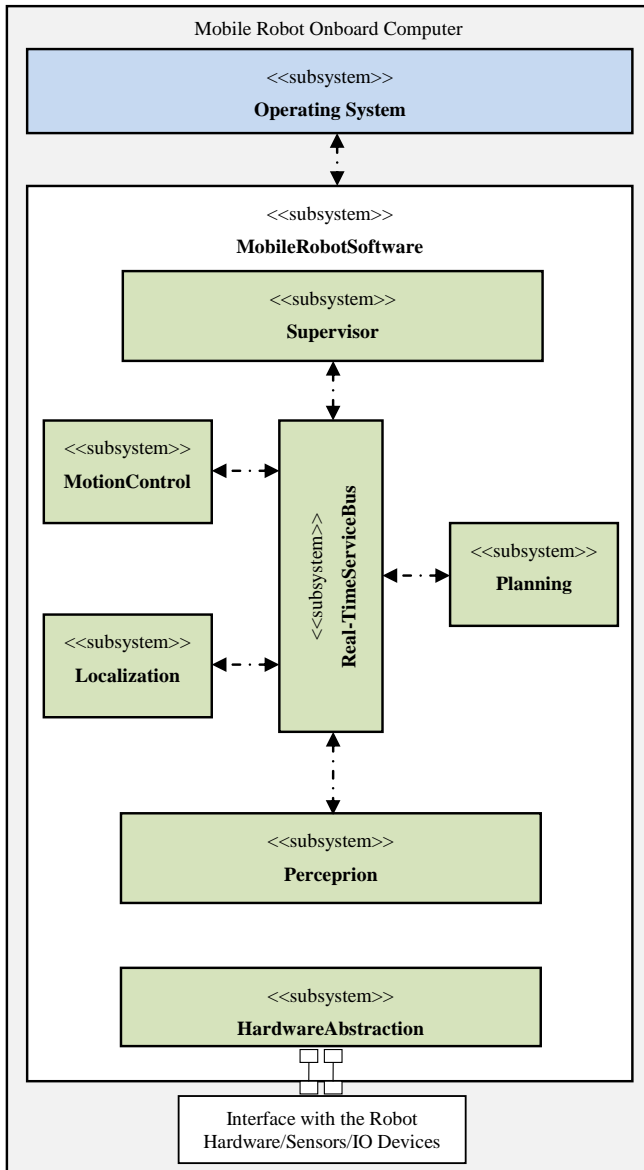 Mobile Robot Onboard Computer
<<subsystem>>
Operating System
<<subsystem>>
MobileRobotSoftware
<<subsystem>>
Supervisor
<<subsystem>>
MotionControl
<<subsystem>>
Real-TimeServiceBus
<<subsystem>>
Planning
<<subsystem>>
Localization
<<subsystem>>
Perceprion
<<subsystem>>
HardwareAbstraction
Interface with the Robot
Hardware/Sensors/IO Devices